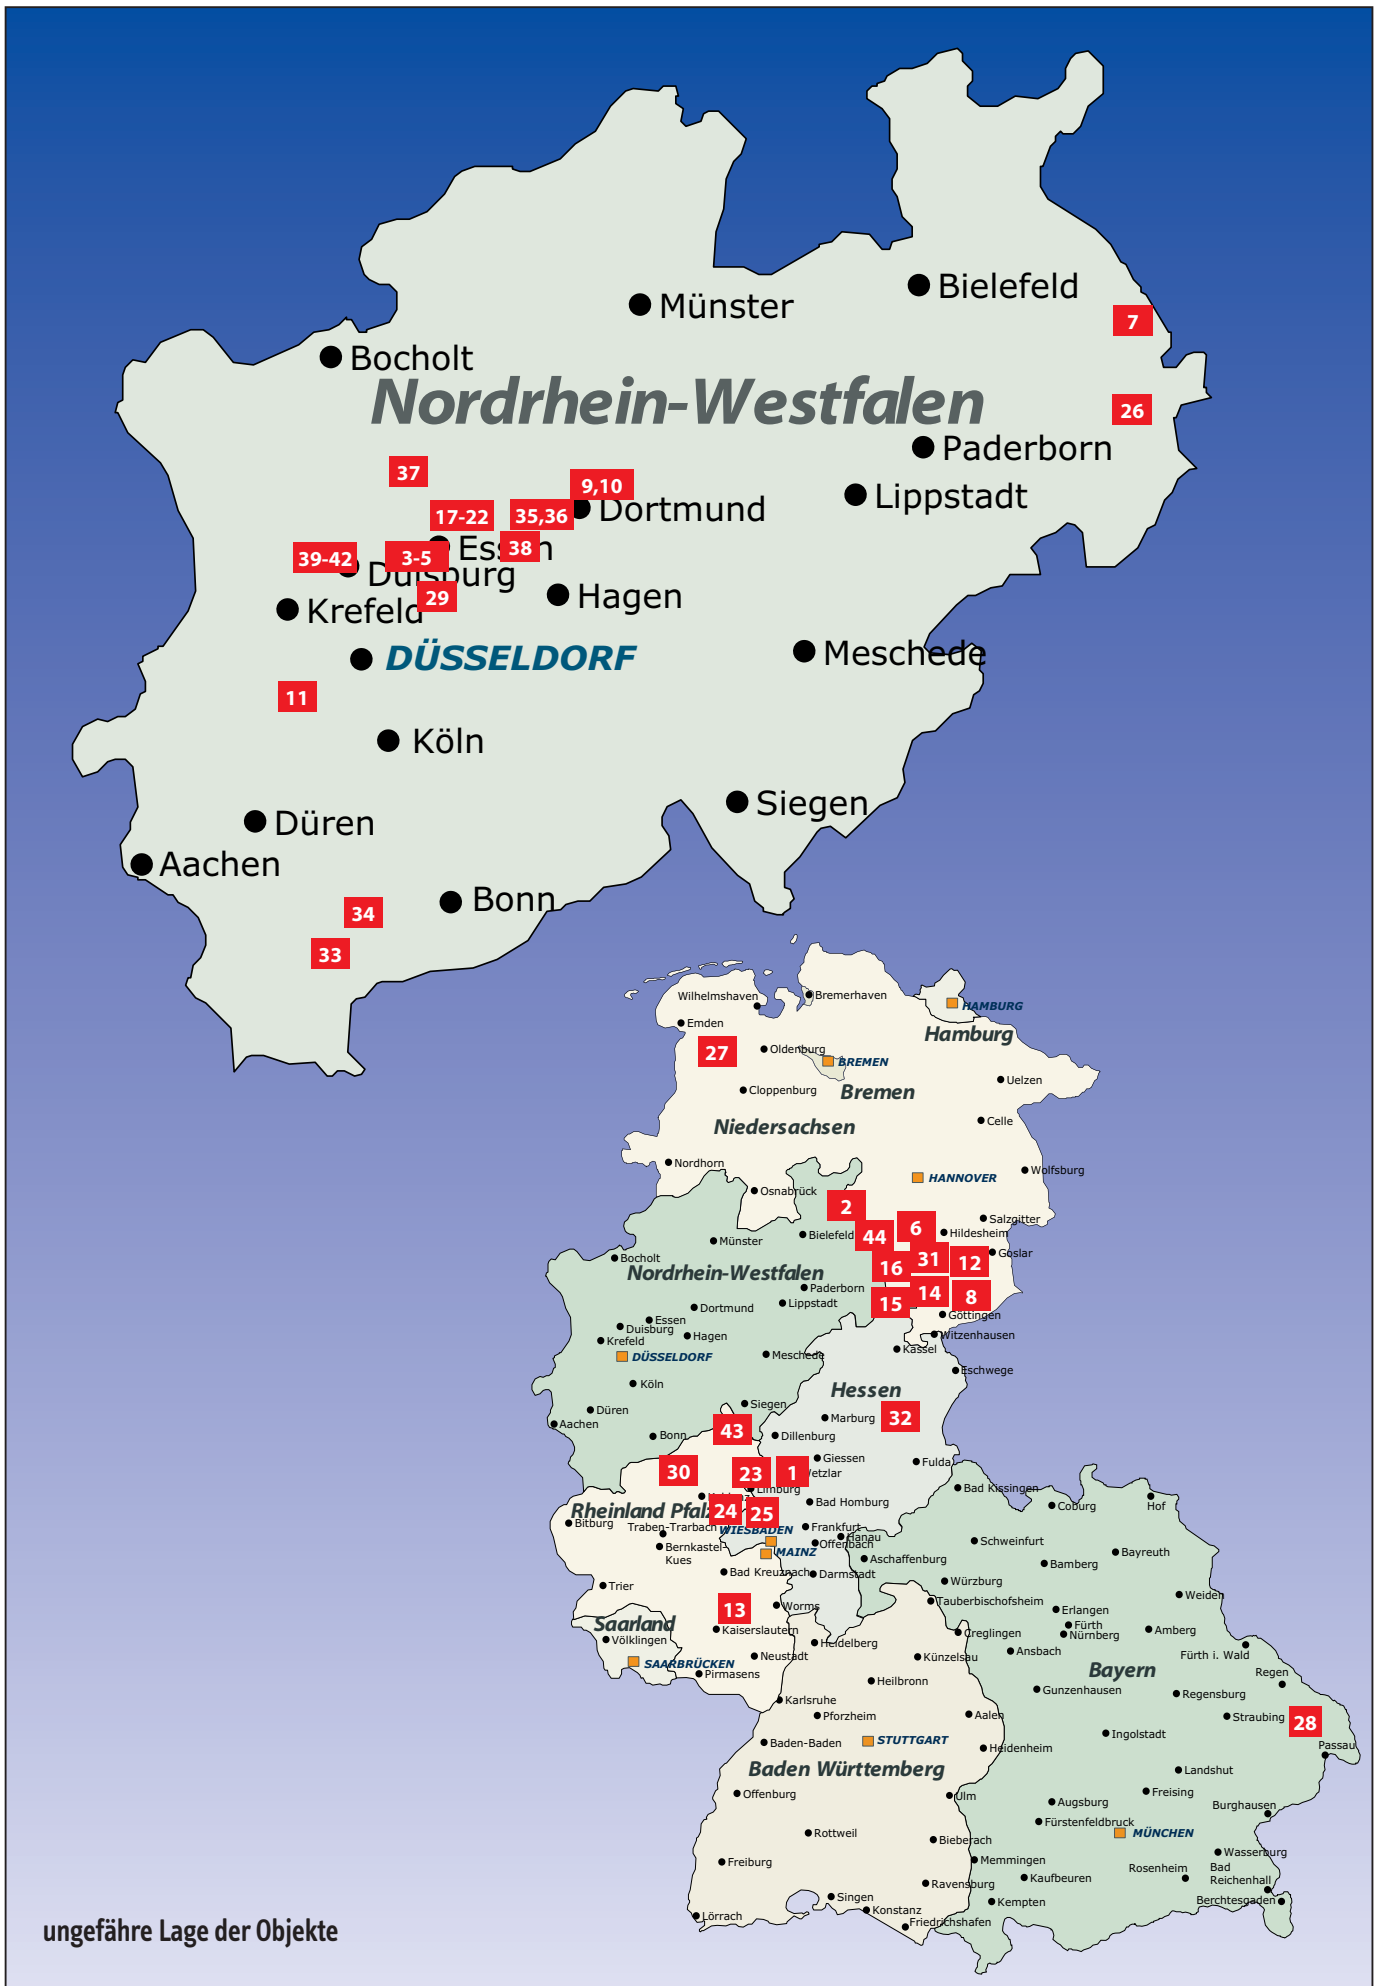 Bielefeld
Münster
7
Bocholt
Nordrhein-Westfalen
26
Paderborn
37
9,10
Lippstadt
17-22
35,36
Dortmund
Essen
38
39-42
3-5
Duisburg
29
Hagen
Krefeld
DÜSSELDORF
Meschede
11
Köln
Siegen
Düren
Aachen
Bonn
34
33
Wilhelmshaven
Bremerhaven
HAMBURG
Emden
Hamburg
27
Oldenburg
BREMEN
Uelzen
Cloppenburg
Bremen
Celle
Niedersachsen
Nordhorn
Wolfsburg
HANNOVER
Osnabrück
2
Salzgitter
6
Hildesheim
Bielefeld
44
Münster
Goslar
Bocholt
31
12
16
Nordrhein-Westfalen
Paderborn
14
8
Lippstadt
15
Dortmund
Göttingen
Essen
Duisburg
Hagen
Witzenhausen
Krefeld
Kassel
DÜSSELDORF
Meschede
Eschwege
Köln
Hessen
Siegen
Düren
Marburg
32
Aachen
43
Bonn
Dillenburg
Giessen
Fulda
30
23
1
Wetzlar
Limburg
Bad Kissingen
Koblenz
Bad Homburg
Coburg
Hof
Rheinland Pfalz
24
25
Bitburg
Traben-Trarbach
WIESBADEN
Frankfurt
Hanau
Offenbach
Schweinfurt
Bernkastel-
Kues
MAINZ
Bayreuth
Aschaffenburg
Bamberg
Bad Kreuznach
Darmstadt
Würzburg
Trier
Weiden
Tauberbischofsheim
13
Worms
Erlangen
Saarland
Fürth
Kaiserslautern
Creglingen
Nürnberg
Amberg
Völklingen
Heidelberg
Ansbach
Fürth i. Wald
Neustadt
Künzelsau
SAARBRÜCKEN
Bayern
Regen
Pirmasens
Heilbronn
Gunzenhausen
Regensburg
Karlsruhe
Pforzheim
Aalen
Straubing
28
Ingolstadt
STUTTGART
Baden-Baden
Heidenheim
Passau
Baden Württemberg
Landshut
Offenburg
Ulm
Freising
Augsburg
Burghausen
Fürstenfeldbruck
Rottweil
MÜNCHEN
Bieberach
Wasserburg
Freiburg
Memmingen
Rosenheim
Bad
Reichenhall
Kaufbeuren
Ravensburg
Singen
Kempten
Berchtesgaden
Konstanz
Lörrach
Friedrichshafen
ungefähre Lage der Objekte